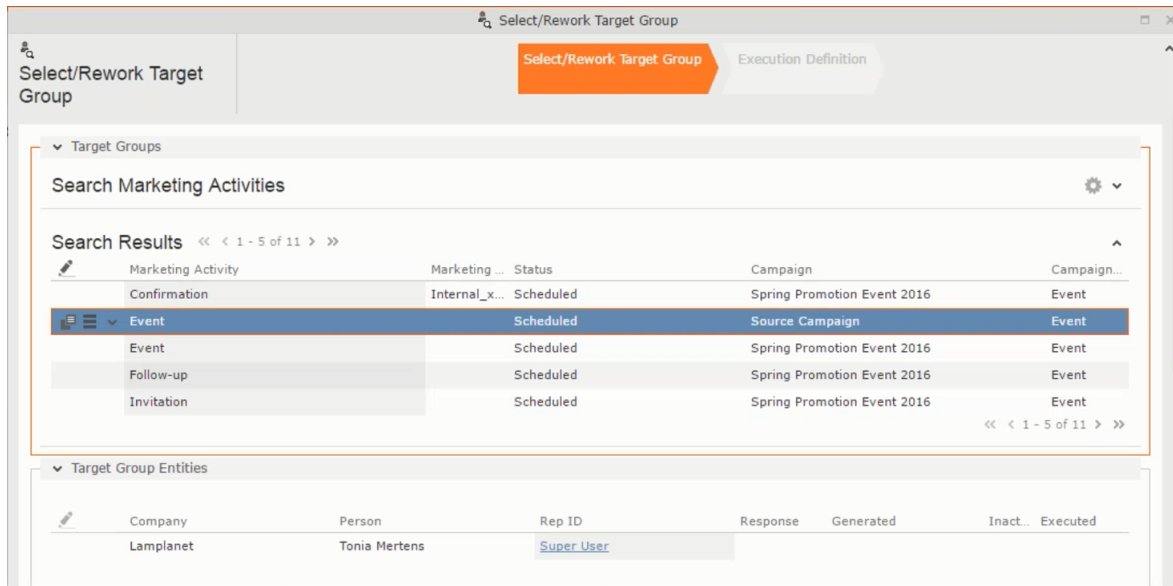 Select/Rework Target Group
Select/Rework Target Group
Select/Rework Target Group
Execution Definition
Target Groups
Search Marketing Activities
Search Results « < 1 - 5 of 11 > »
Marketing Activity Marketing ... Status Campaign Campaign...
Confirmation Internal_x... Scheduled Spring Promotion Event 2016 Event
Event Scheduled Source Campaign Event
Event Scheduled Spring Promotion Event 2016 Event
Follow-up Scheduled Spring Promotion Event 2016 Event
Invitation Scheduled Spring Promotion Event 2016 Event
« < 1 - 5 of 11 > »
Target Group Entities
Company Person Rep ID Response Generated Inact... Executed
Lamplanet Tonia Mertens Super User